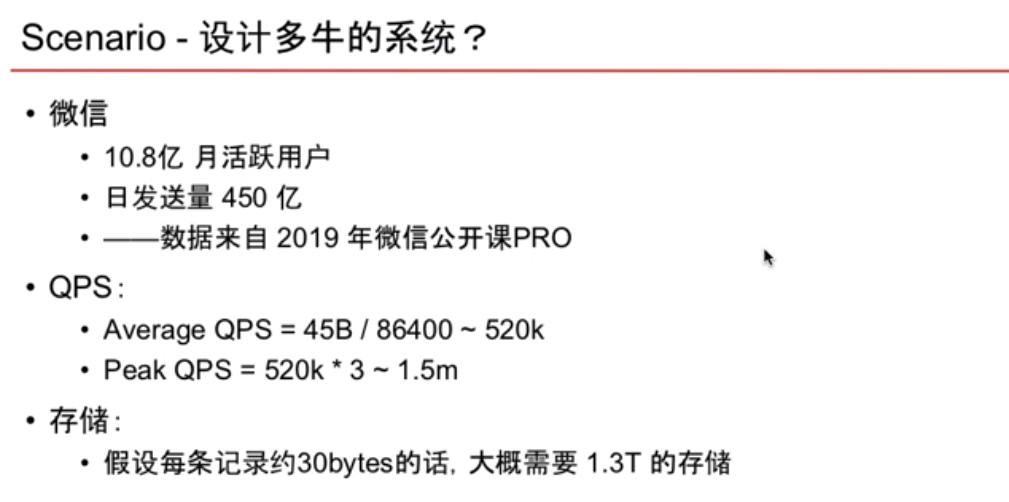 Scenario - 设计多牛的系统？
• 微信
• 10.8亿 月活跃用户
• 日发送量 450 亿
• ——数据来自 2019 年微信公开课PRO
• QPS：
• Average QPS = 45B / 86400 ~ 520k
• Peak QPS = 520k * 3 ~ 1.5m
• 存储：
• 假设每条记录约30bytes的话，大概需要 1.3T 的存储